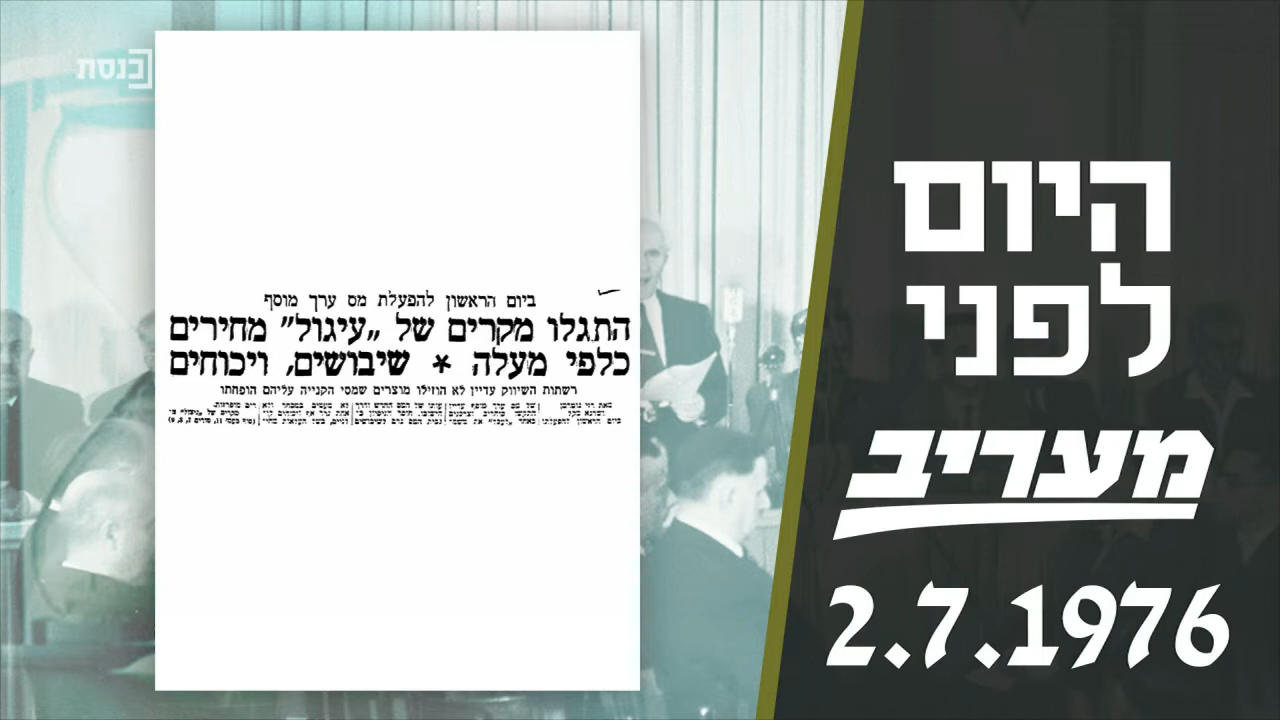 כנסת
ביום הראשון להפעלת מס ערך מוסף
התגלו מקרים של „עיגול” מחירים
כלפי מעלה * שיבושים, ויכוחים
רשתות השיווק עדיין לא הוזילו מוצרים שמסי הקנייה עליהם הופחתו
היום
לפני
מעריב
2.7.1976